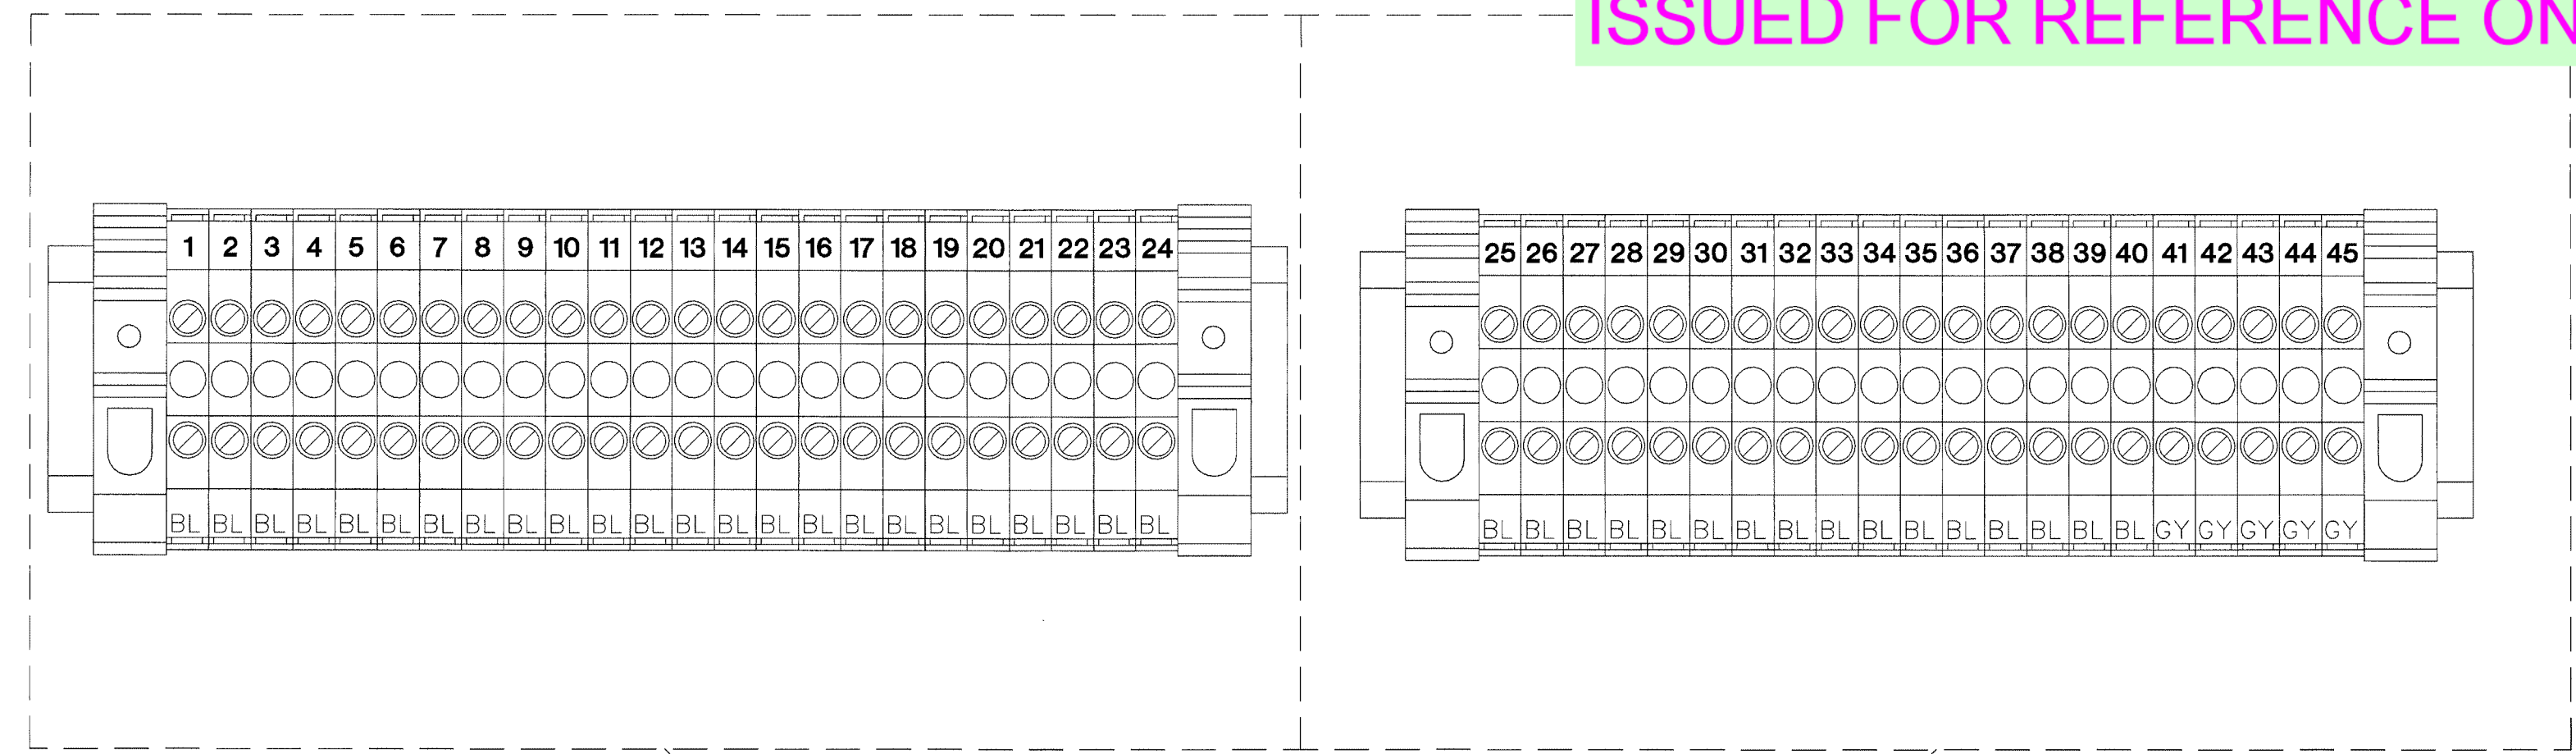 ISSUED FOR REFERENCE ON
1 2 3 4 5 6 7 8 9 10 11 12 13 14 15 16 17 18 19 20 21 22 23 24
BL BL BL BL BL BL BL BL BL BL BL BL BL BL BL BL BL BL BL BL BL BL BL BL
25 26 27 28 29 30 31 32 33 34 35 36 37 38 39 40 41 42 43 44 45
BL BL BL BL BL BL BL BL BL BL BL BL BL BL BL BL GY GY GY GY GY